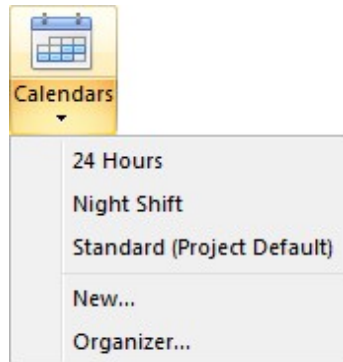 Calendars
24 Hours
Night Shift
Standard (Project Default)
New...
Organizer...